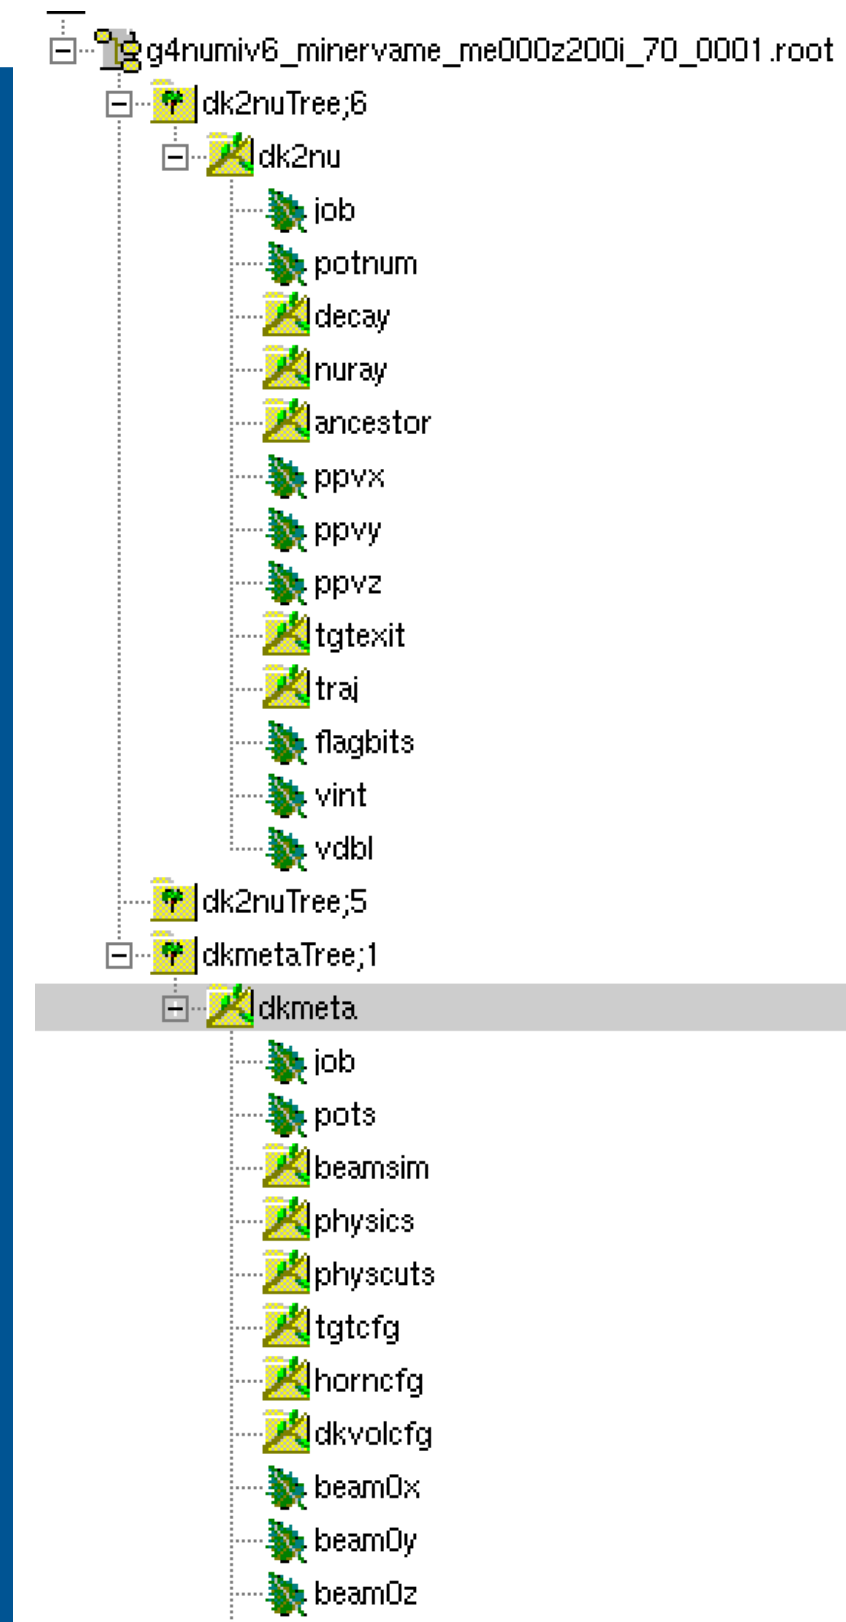 g4numiv6_minervame_me000z200i_70_0001.root
dk2nuTree;6
dk2nu
job
potnum
decay
nuray
ancestor
ppvx
ppvy
ppvz
tgtexit
traj
flagbits
vint
vdbl
dk2nuTree;5
dkmetaTree;1
dkmeta
job
pots
beamsim
physics
physcuts
tgtcfg
horncfg
dkvolcfg
beam0x
beam0y
beam0z